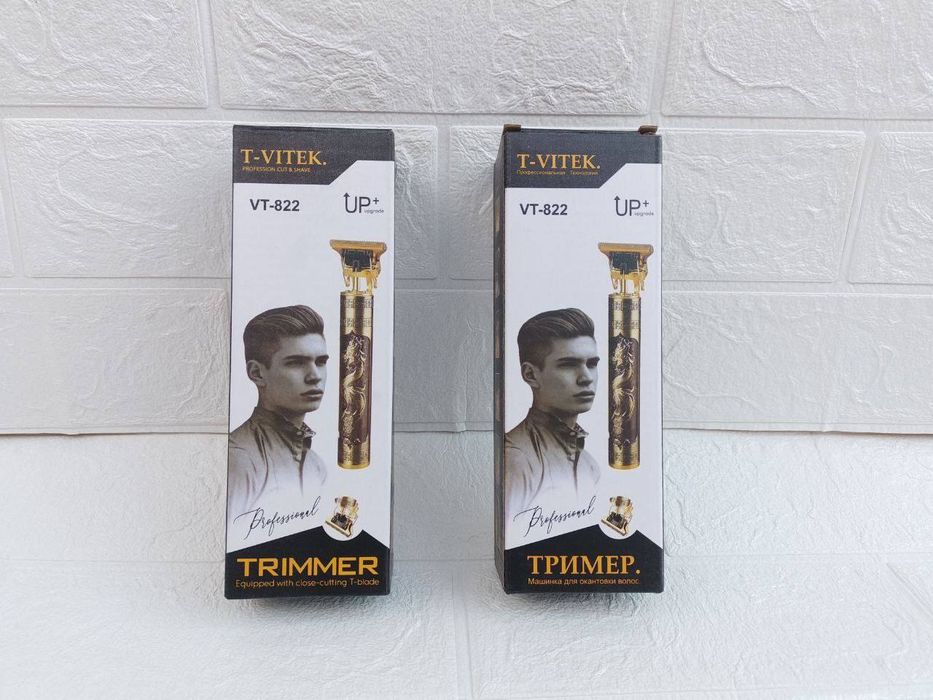 T-VITEK.
PROFESSION CUT & SHAVE
VT-822
UP+
upgrade
Professional
TRIMMER
Equipped with close-cutting T-blade
T-VITEK.
Профессиональная Технология
VT-822
UP+
upgrade
Professional
ТРИМЕР.
Машинка для окантовки волос.